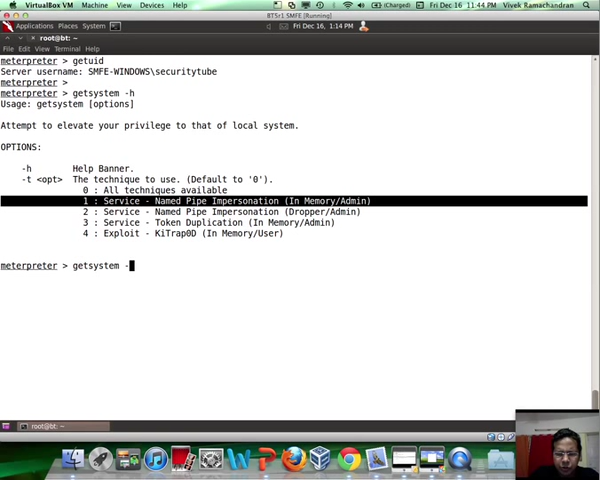 VirtualBox VM Machine View Devices Help (Charged) Fri Dec 16 11:44 PM Vivek Ramachandran
BT5r1 SMFE [Running]
Applications Places System Fri Dec 16, 1:14 PM
root@bt: ~
File Edit View Terminal Help
meterpreter > getuid
Server username: SMFE-WINDOWS\securitytube
meterpreter >
meterpreter > getsystem -h
Usage: getsystem [options]
Attempt to elevate your privilege to that of local system.
OPTIONS:
-h Help Banner.
-t <opt> The technique to use. (Default to '0').
0 : All techniques available
1 : Service - Named Pipe Impersonation (In Memory/Admin)
2 : Service - Named Pipe Impersonation (Dropper/Admin)
3 : Service - Token Duplication (In Memory/Admin)
4 : Exploit - KiTrap0D (In Memory/User)
meterpreter > getsystem -
root@bt: ~